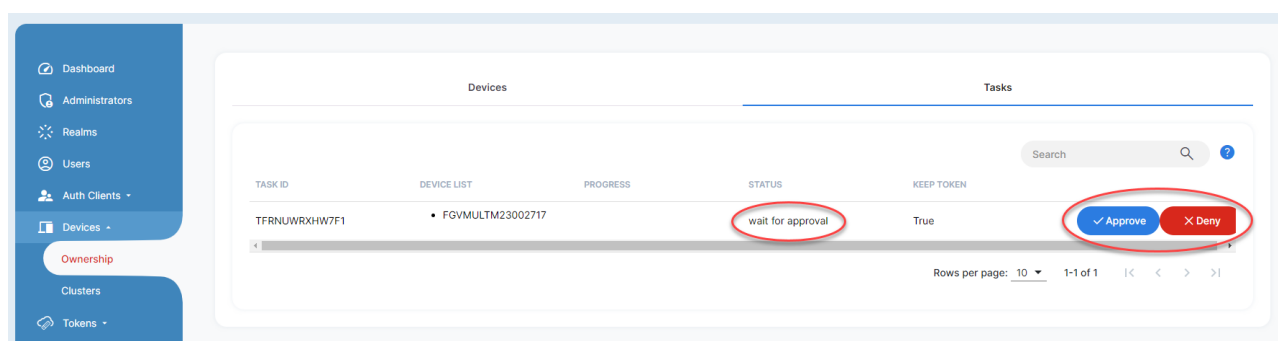 Dashboard
Administrators
Realms
Users
Auth Clients
Devices
Ownership
Clusters
Tokens
Devices
Tasks
Search
?
TASK ID DEVICE LIST PROGRESS STATUS KEEP TOKEN
TFRNUWRXHW7F1 • FGVMULTM23002717 wait for approval True Approve Deny
Rows per page: 10 1-1 of 1